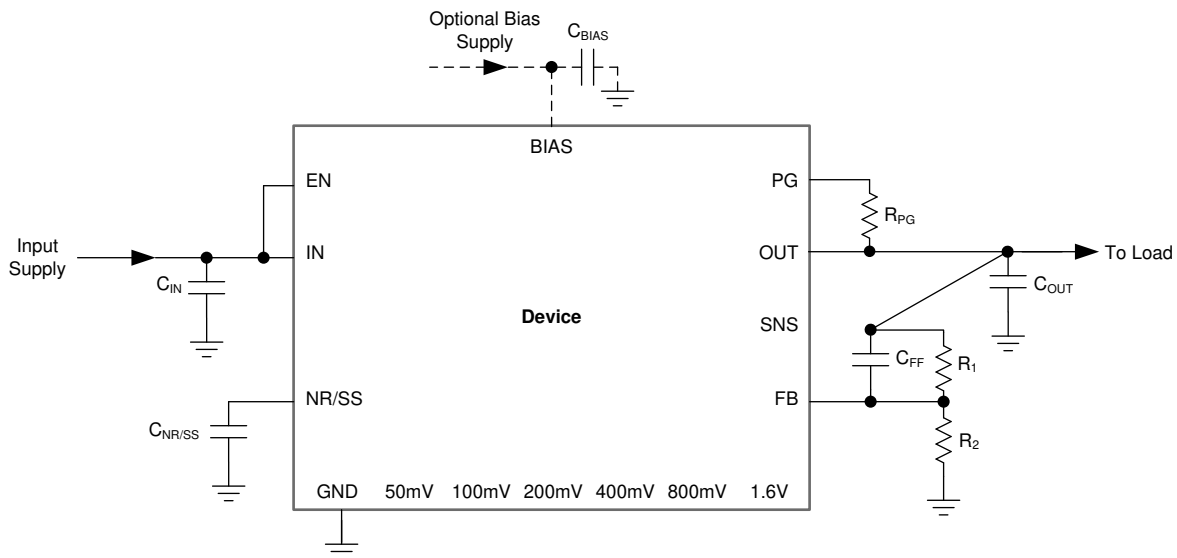 Optional Bias
Supply
C_BIAS
BIAS
EN
PG
R_PG
Input
Supply
IN
OUT
To Load
C_IN
C_OUT
Device
SNS
C_FF
R_1
NR/SS
FB
C_NR/SS
R_2
GND 50mV 100mV 200mV 400mV 800mV 1.6V